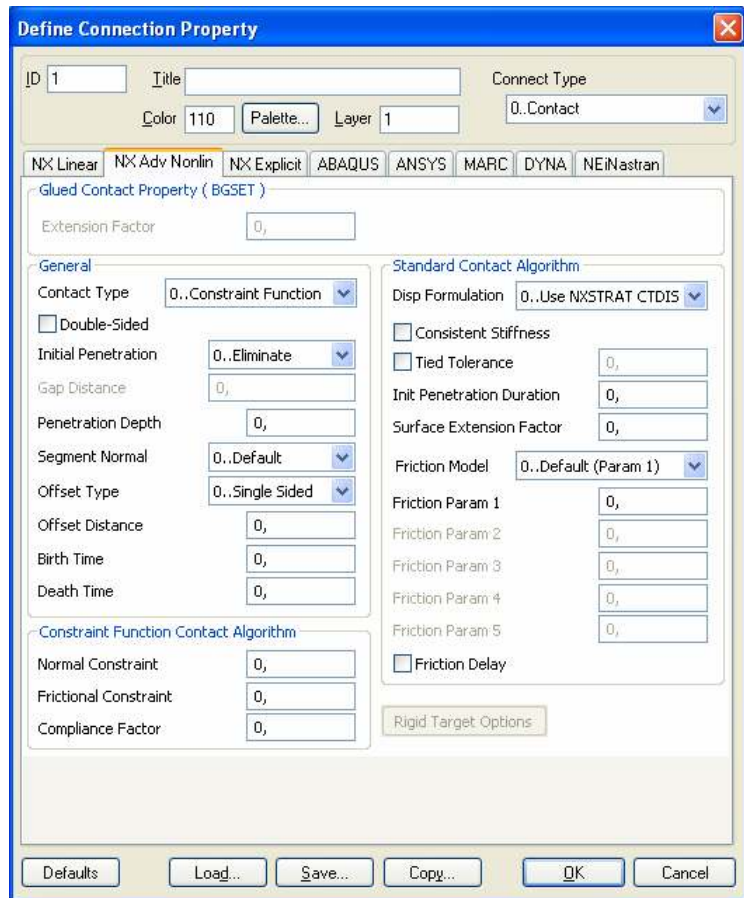 Define Connection Property
ID 1 Title Connect Type
Color 110 Palette... Layer 1 0..Contact
NX Linear NX Adv Nonlin NX Explicit ABAQUS ANSYS MARC DYNA NEiNastran
Glued Contact Property ( BGSET )
Extension Factor 0,
General
Contact Type 0..Constraint Function
Double-Sided
Initial Penetration 0..Eliminate
Gap Distance 0,
Penetration Depth 0,
Segment Normal 0..Default
Offset Type 0..Single Sided
Offset Distance 0,
Birth Time 0,
Death Time 0,
Constraint Function Contact Algorithm
Normal Constraint 0,
Frictional Constraint 0,
Compliance Factor 0,
Standard Contact Algorithm
Disp Formulation 0..Use NXSTRAT CTDIS
Consistent Stiffness
Tied Tolerance 0,
Init Penetration Duration 0,
Surface Extension Factor 0,
Friction Model 0..Default (Param 1)
Friction Param 1 0,
Friction Param 2 0,
Friction Param 3 0,
Friction Param 4 0,
Friction Param 5 0,
Friction Delay
Rigid Target Options
Defaults Load... Save... Copy... OK Cancel